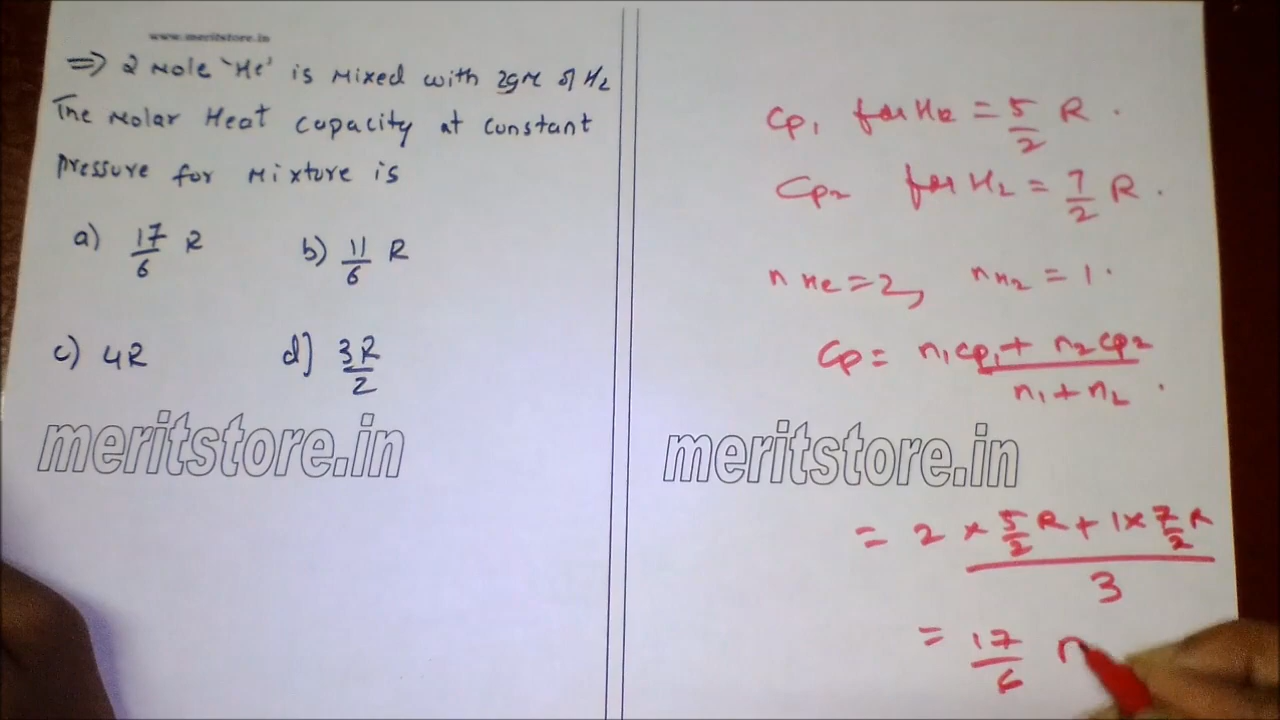 www.meritstore.in
⇒ 2 Mole 'He' is Mixed with 2gm of H₂
The Molar Heat capacity at constant
pressure for Mixture is
a) 17/6 R b) 11/6 R
c) 4R d) 3R/2
meritstore.in
Cp₁ for He = 5/2 R.
Cp₂ for H₂ = 7/2 R.
n He = 2, n H₂ = 1.
Cp = n₁Cp₁ + n₂Cp₂ / n₁ + n₂.
meritstore.in
= 2 × 5/2 R + 1 × 7/2 R / 3
= 17/6